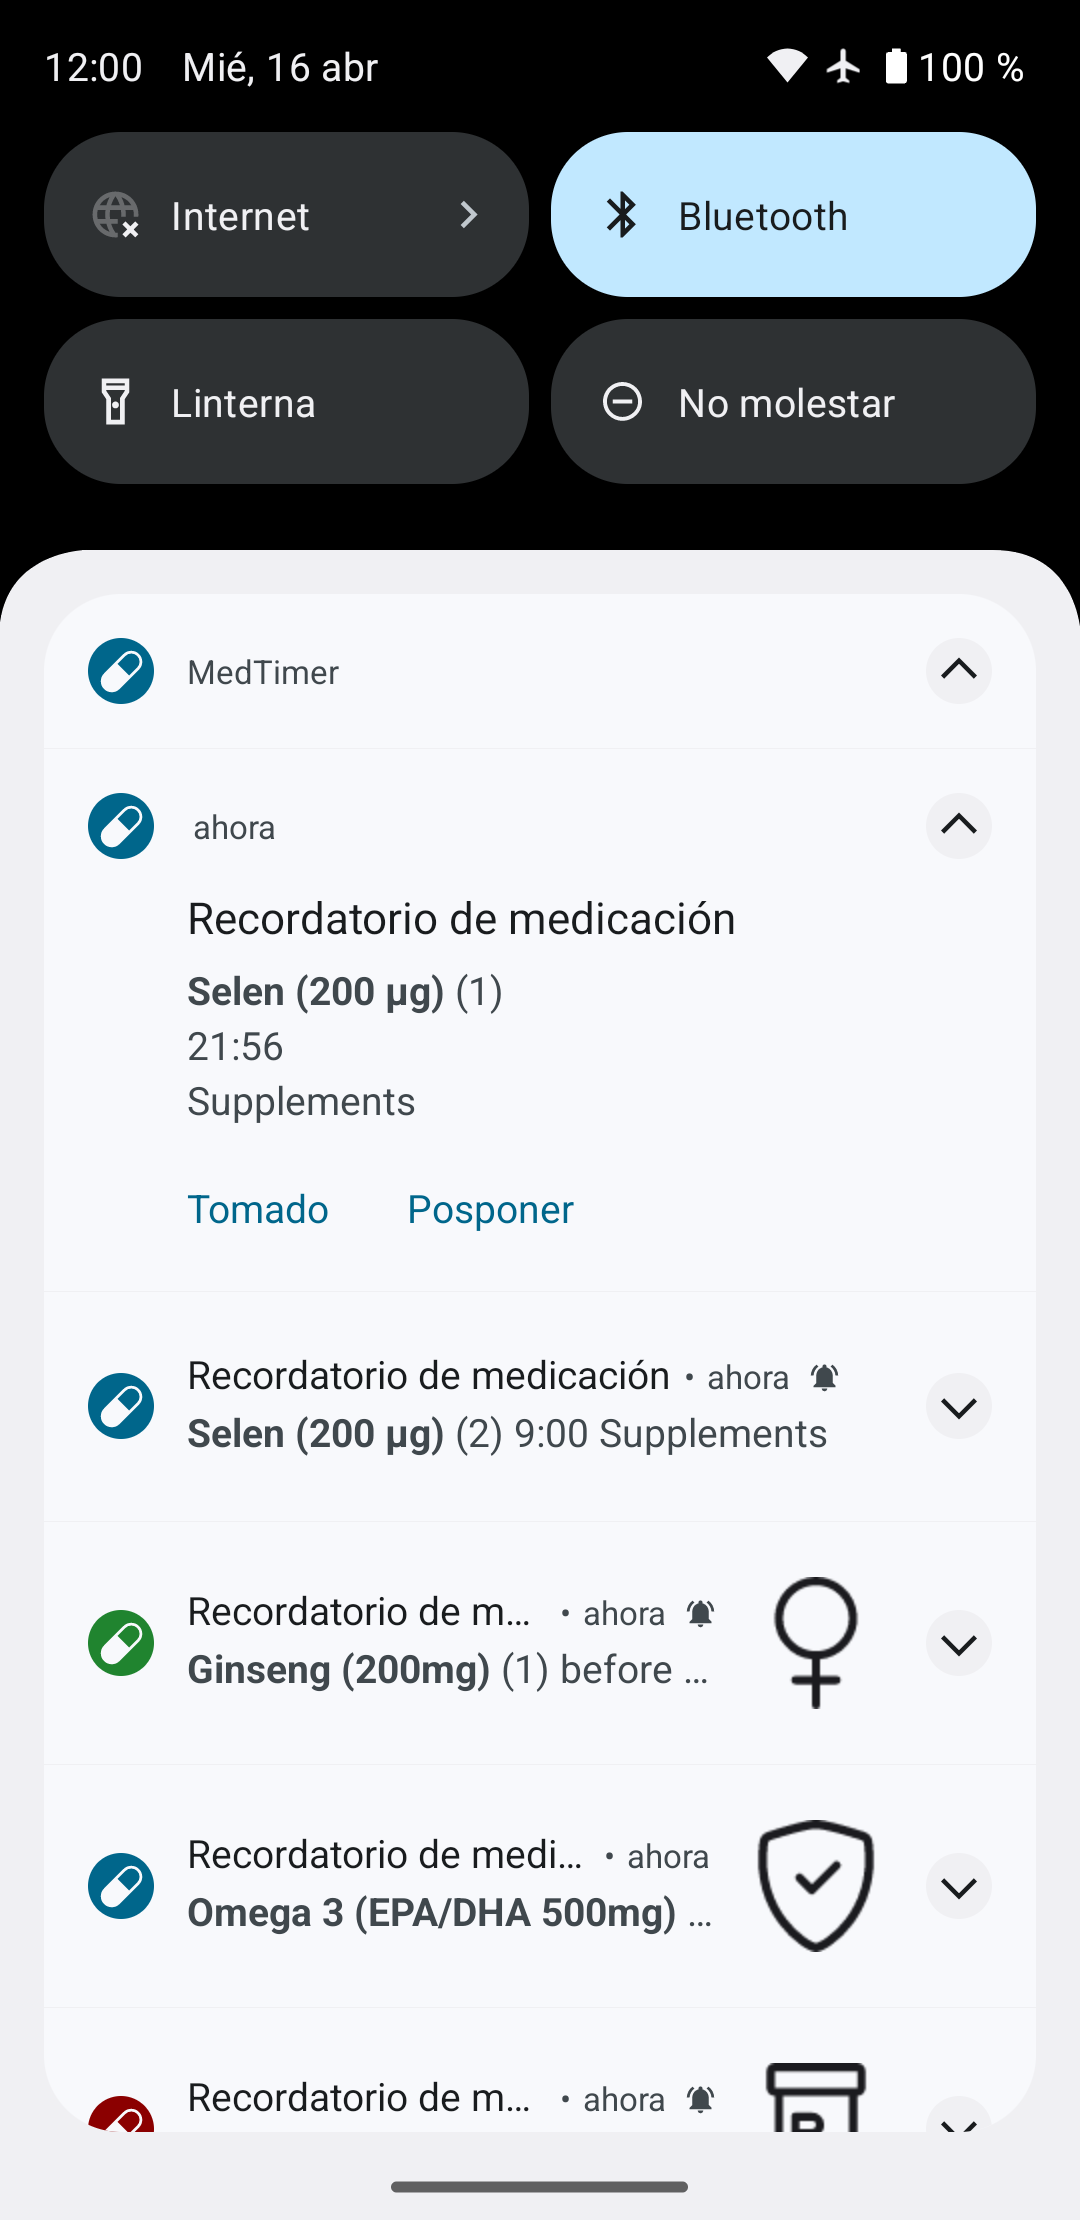 12:00 Mié, 16 abr 100 %
Internet
Bluetooth
Linterna
No molestar
MedTimer
ahora
Recordatorio de medicación
Selen (200 µg) (1)
21:56
Supplements
Tomado Posponer
Recordatorio de medicación • ahora
Selen (200 µg) (2) 9:00 Supplements
Recordatorio de m… • ahora
Ginseng (200mg) (1) before …
Recordatorio de medi… • ahora
Omega 3 (EPA/DHA 500mg) …
Recordatorio de m… • ahora